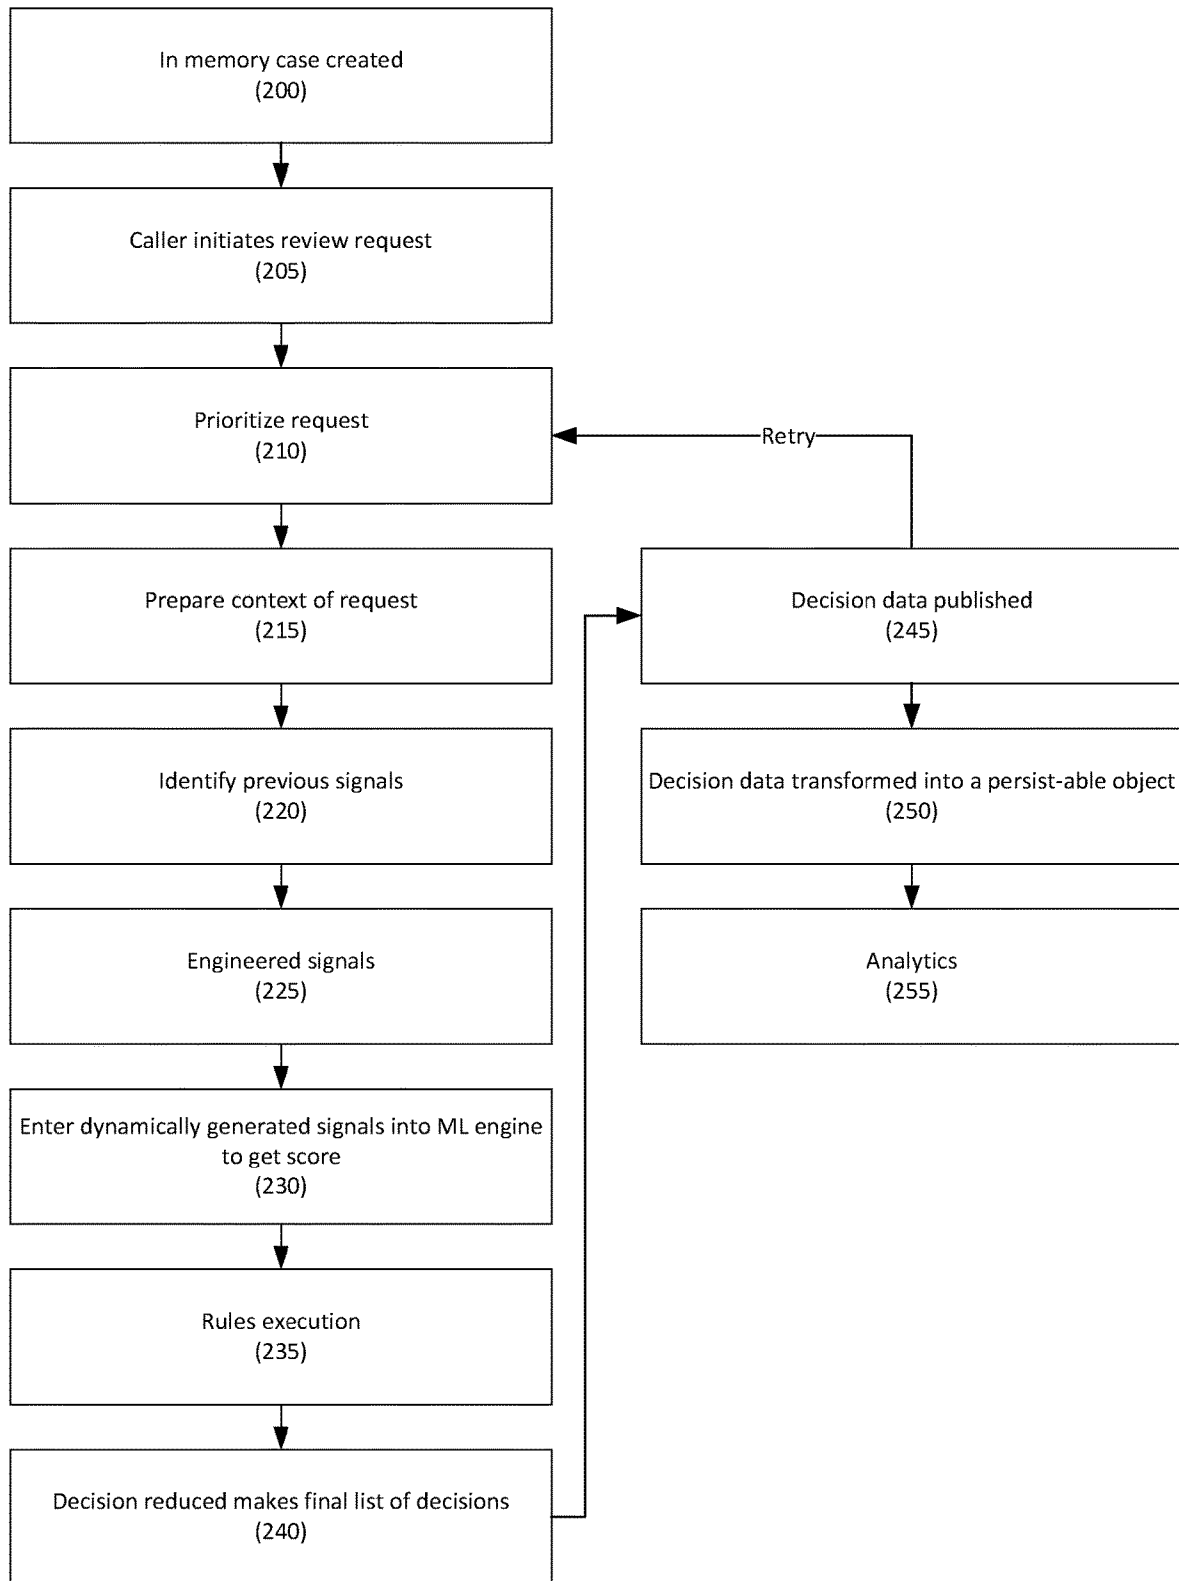 In memory case created
(200)
Caller initiates review request
(205)
Prioritize request
(210)
Retry
Prepare context of request
(215)
Decision data published
(245)
Identify previous signals
(220)
Decision data transformed into a persist-able object
(250)
Engineered signals
(225)
Analytics
(255)
Enter dynamically generated signals into ML engine
to get score
(230)
Rules execution
(235)
Decision reduced makes final list of decisions
(240)